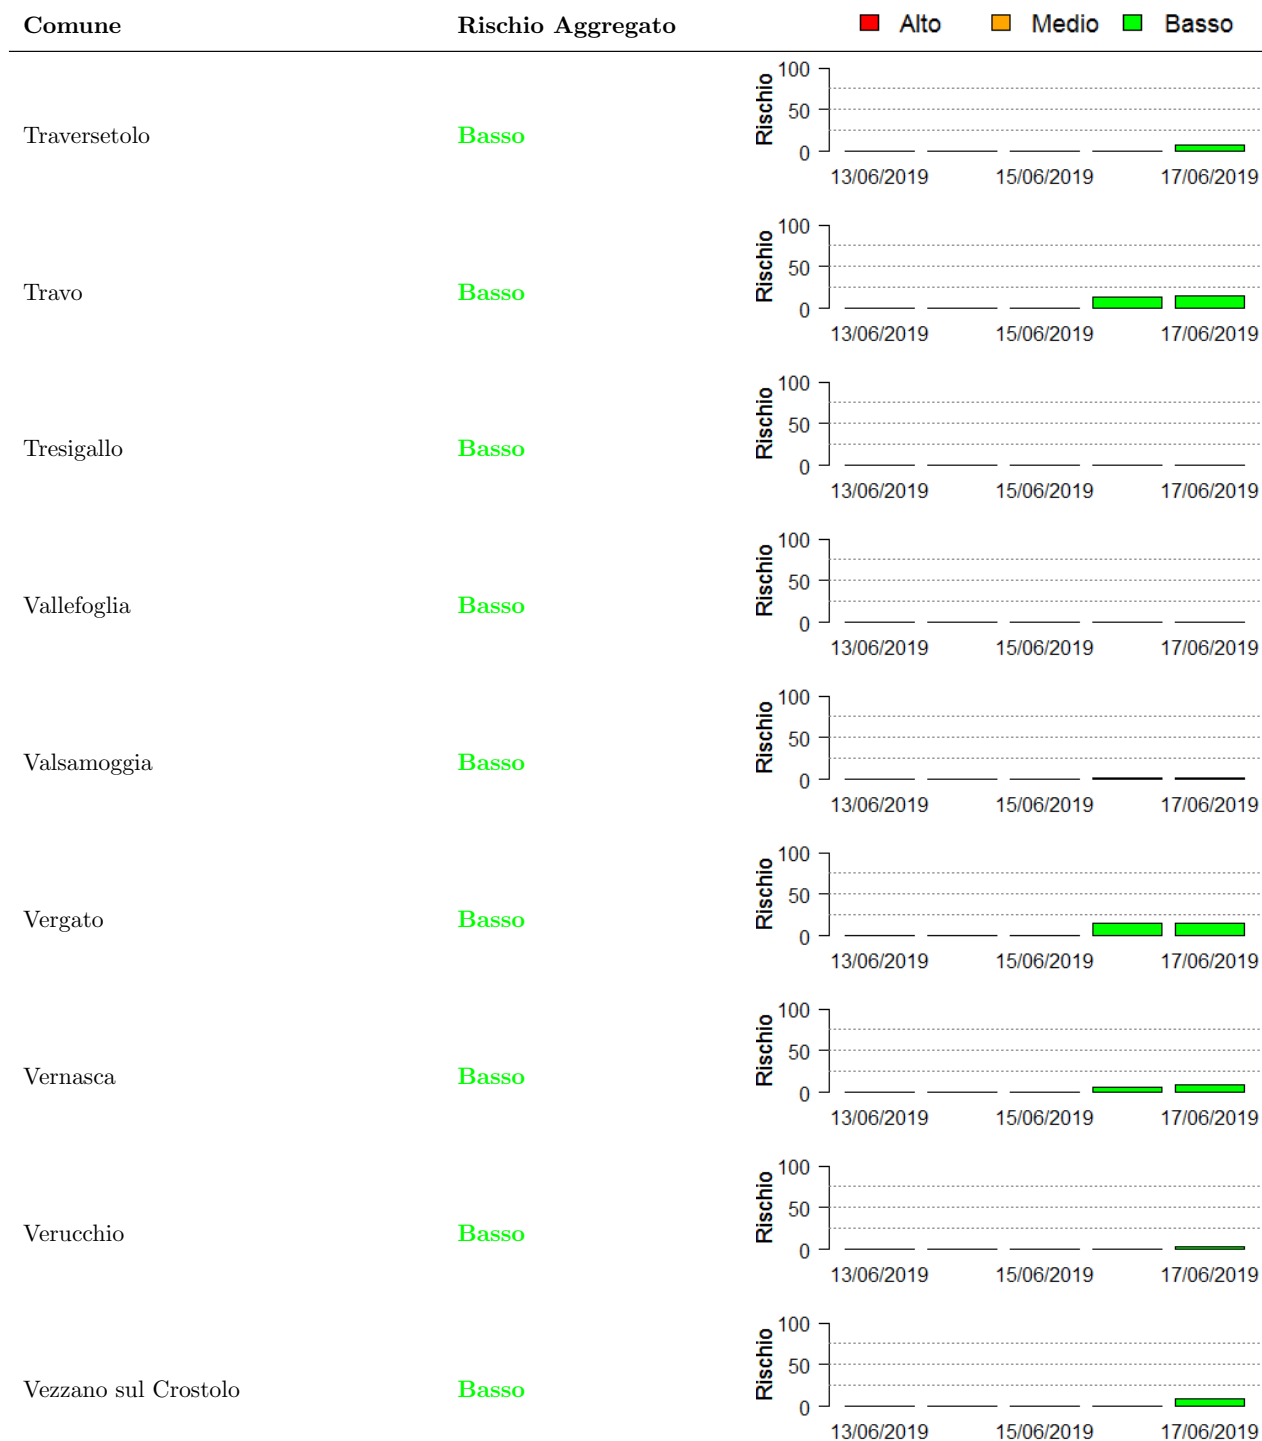 Comune Rischio Aggregato Alto Medio Basso
Traversetolo Basso Rischio 100 50 0
13/06/2019 15/06/2019 17/06/2019
Travo Basso Rischio 100 50 0
13/06/2019 15/06/2019 17/06/2019
Tresigallo Basso Rischio 100 50 0
13/06/2019 15/06/2019 17/06/2019
Vallefoglia Basso Rischio 100 50 0
13/06/2019 15/06/2019 17/06/2019
Valsamoggia Basso Rischio 100 50 0
13/06/2019 15/06/2019 17/06/2019
Vergato Basso Rischio 100 50 0
13/06/2019 15/06/2019 17/06/2019
Vernasca Basso Rischio 100 50 0
13/06/2019 15/06/2019 17/06/2019
Verucchio Basso Rischio 100 50 0
13/06/2019 15/06/2019 17/06/2019
Vezzano sul Crostolo Basso Rischio 100 50 0
13/06/2019 15/06/2019 17/06/2019